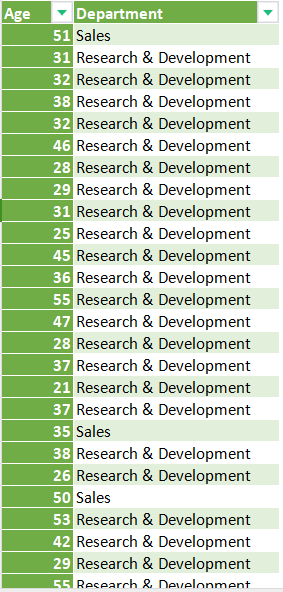 Age Department
51 Sales
31 Research & Development
32 Research & Development
38 Research & Development
32 Research & Development
46 Research & Development
28 Research & Development
29 Research & Development
31 Research & Development
25 Research & Development
45 Research & Development
36 Research & Development
55 Research & Development
47 Research & Development
28 Research & Development
37 Research & Development
21 Research & Development
37 Research & Development
35 Sales
38 Research & Development
26 Research & Development
50 Sales
53 Research & Development
42 Research & Development
29 Research & Development
55 Research & Development